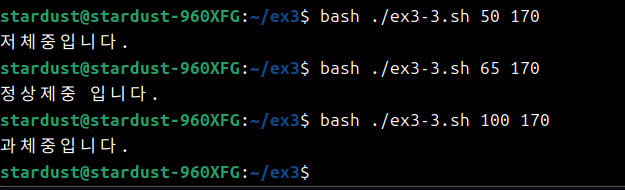 stardust@stardust-960XFG:~/ex3$ bash ./ex3-3.sh 50 170
저체중입니다.
stardust@stardust-960XFG:~/ex3$ bash ./ex3-3.sh 65 170
정상제중 입니다.
stardust@stardust-960XFG:~/ex3$ bash ./ex3-3.sh 100 170
과체중입니다.
stardust@stardust-960XFG:~/ex3$